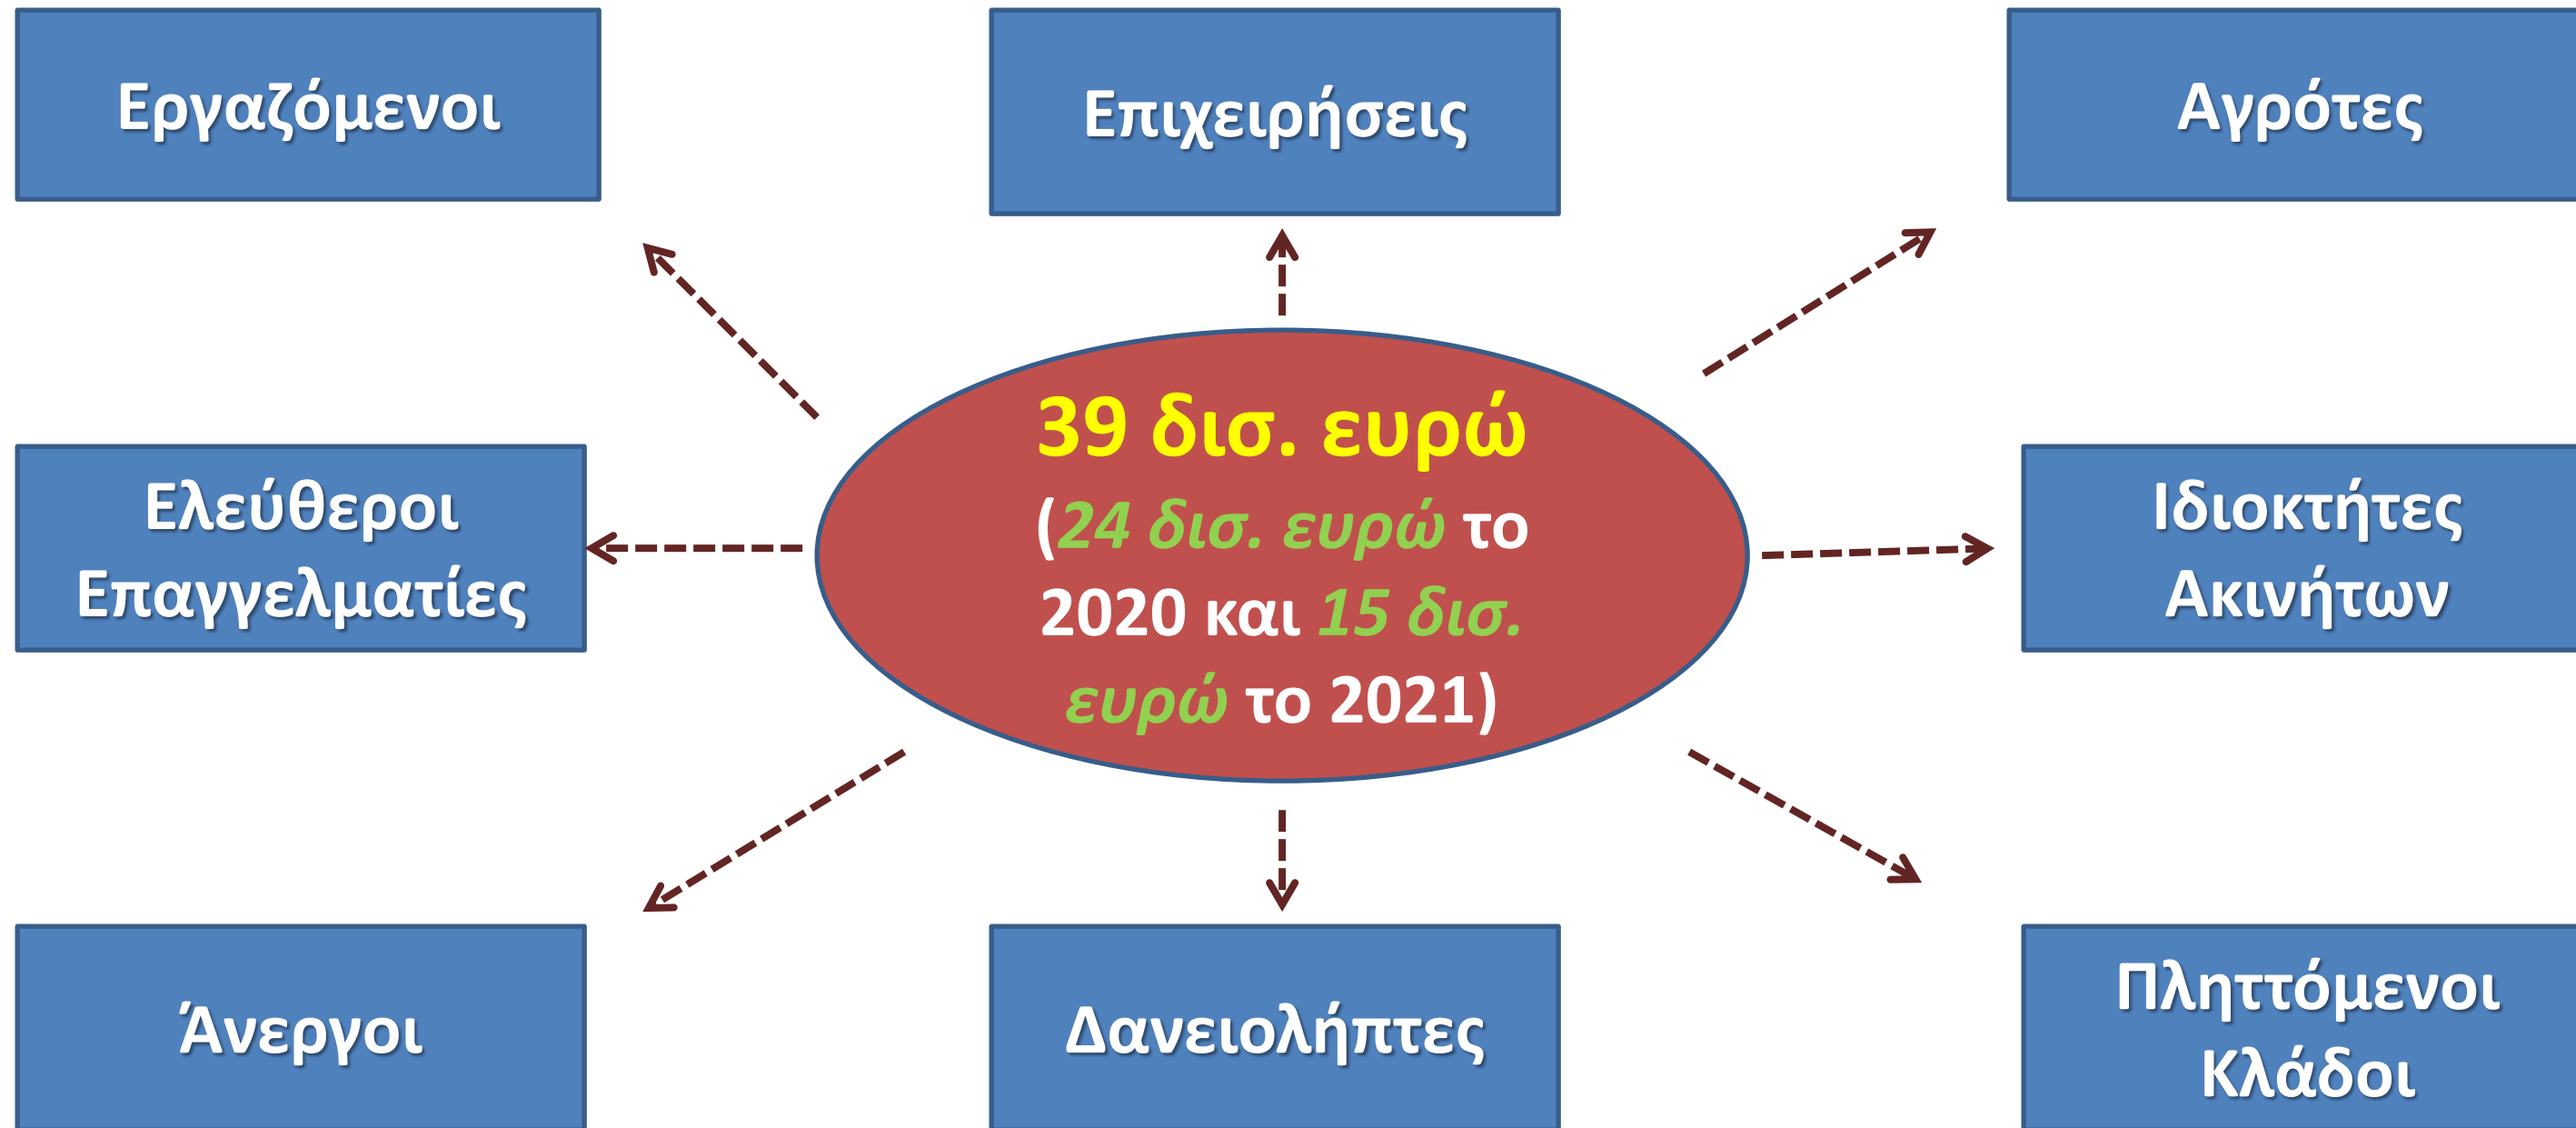 Εργαζόμενοι
Επιχειρήσεις
Αγρότες
39 δισ. ευρώ
(24 δισ. ευρώ το
2020 και 15 δισ.
ευρώ το 2021)
Ελεύθεροι
Επαγγελματίες
Ιδιοκτήτες
Ακινήτων
Άνεργοι
Δανειολήπτες
Πληττόμενοι
Κλάδοι